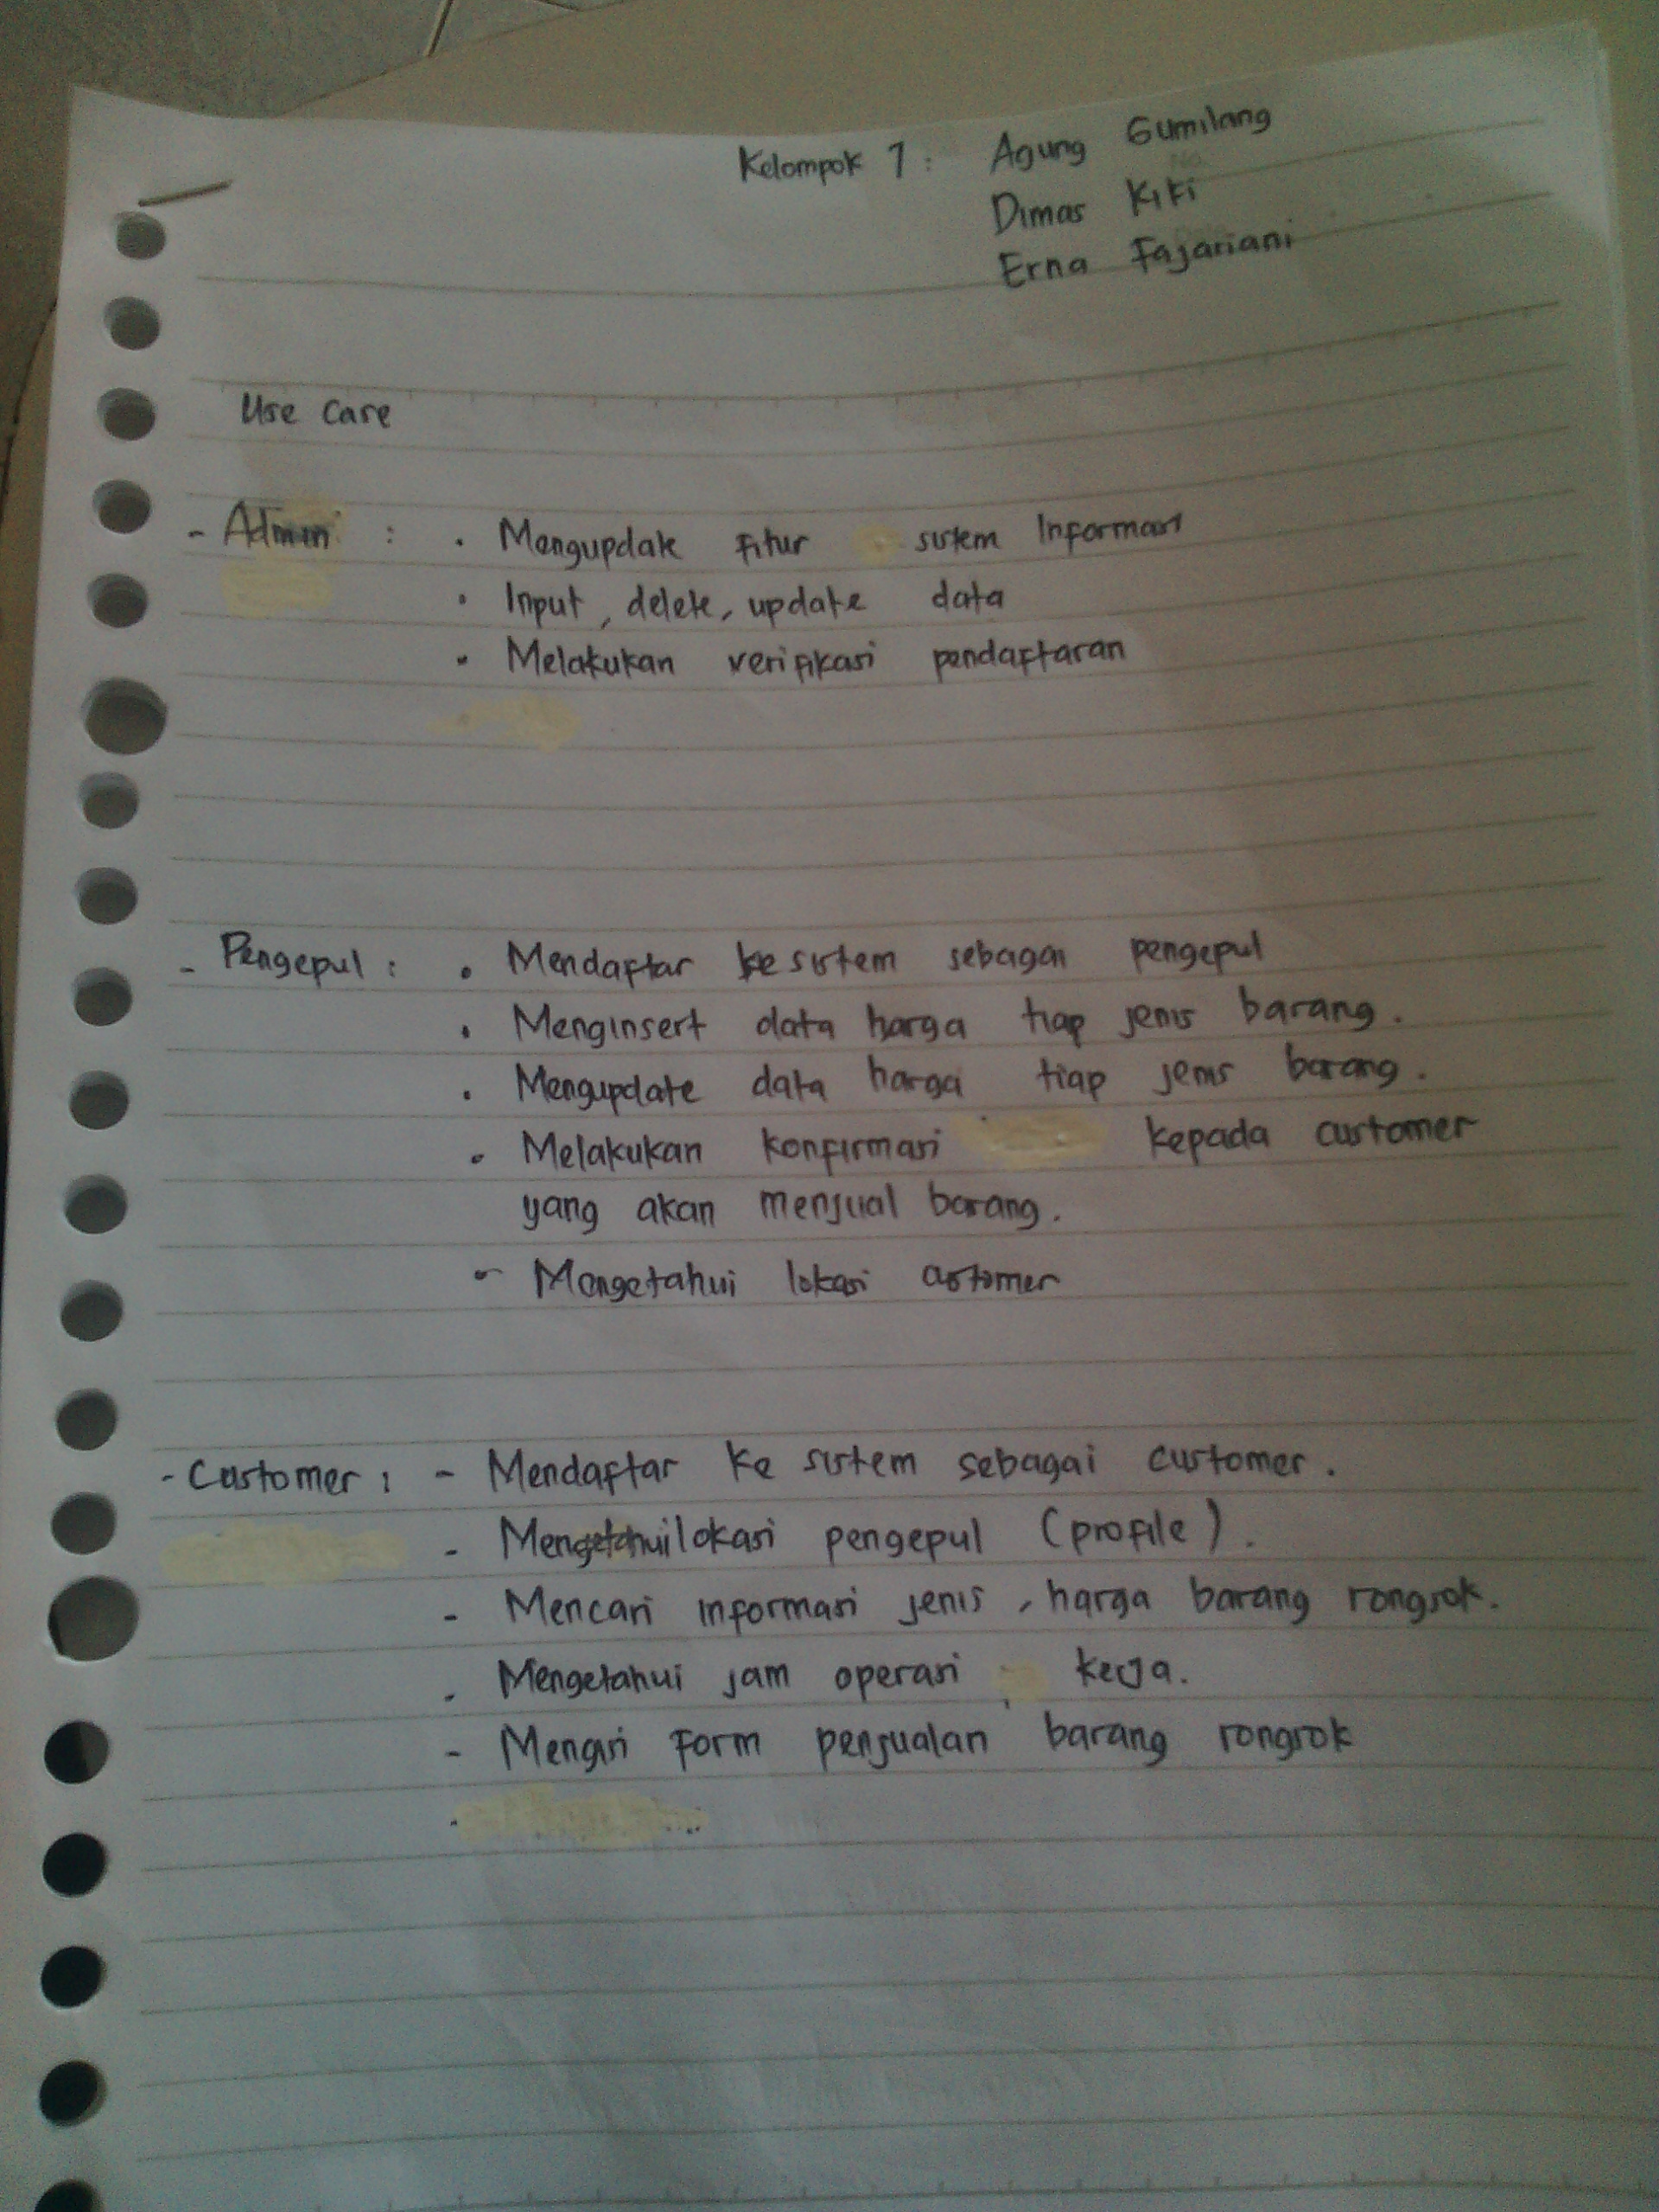 Kelompok 1 : Agung Gumilang
Dimas Kiki
Erna Fajariani
Use Case
- Admin : • Mengupdate fitur sistem Informasi
• Input, delete, update data
• Melakukan verifikasi pendaftaran
- Pengepul : • Mendaftar ke sistem sebagai pengepul
• Menginsert data harga tiap jenis barang.
• Mengupdate data harga tiap jenis barang.
• Melakukan konfirmasi kepada customer
yang akan menjual barang.
- Mengetahui lokasi customer
- Customer : - Mendaftar ke sistem sebagai customer.
- Mengetahui lokasi pengepul (profile).
- Mencari informasi jenis, harga barang rongsok.
- Mengetahui jam operasi kerja.
- Mengisi Form penjualan barang rongsok